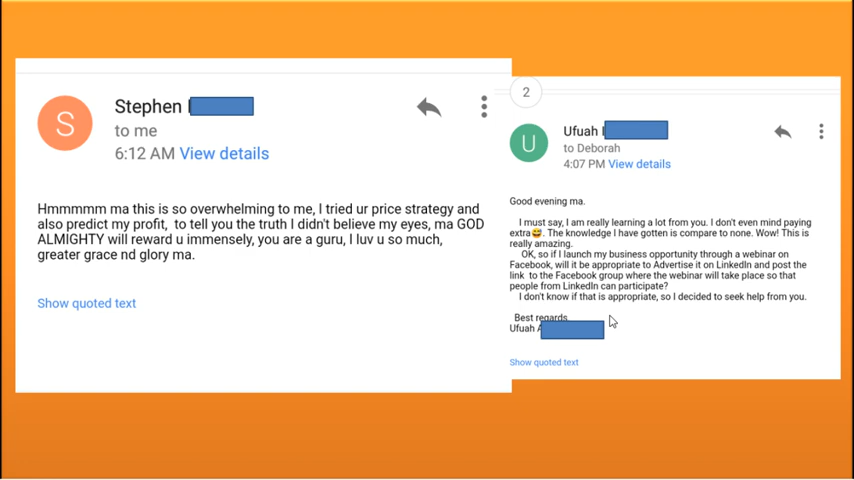 S
Stephen
to me
6:12 AM View details
Hmmmmm ma this is so overwhelming to me, I tried ur price strategy and
also predict my profit, to tell you the truth I didn't believe my eyes, ma GOD
ALMIGHTY will reward u immensely, you are a guru, I luv u so much,
greater grace nd glory ma.
Show quoted text
2
U
Ufuah
to Deborah
4:07 PM View details
Good evening ma.
I must say, I am really learning a lot from you. I don't even mind paying
extra😅. The knowledge I have gotten is compare to none. Wow! This is
really amazing.
OK, so if I launch my business opportunity through a webinar on
Facebook, will it be appropriate to Advertise it on LinkedIn and post the
link to the Facebook group where the webinar will take place so that
people from LinkedIn can participate?
I don't know if that is appropriate, so I decided to seek help from you.
Best regards.
Ufuah A
Show quoted text